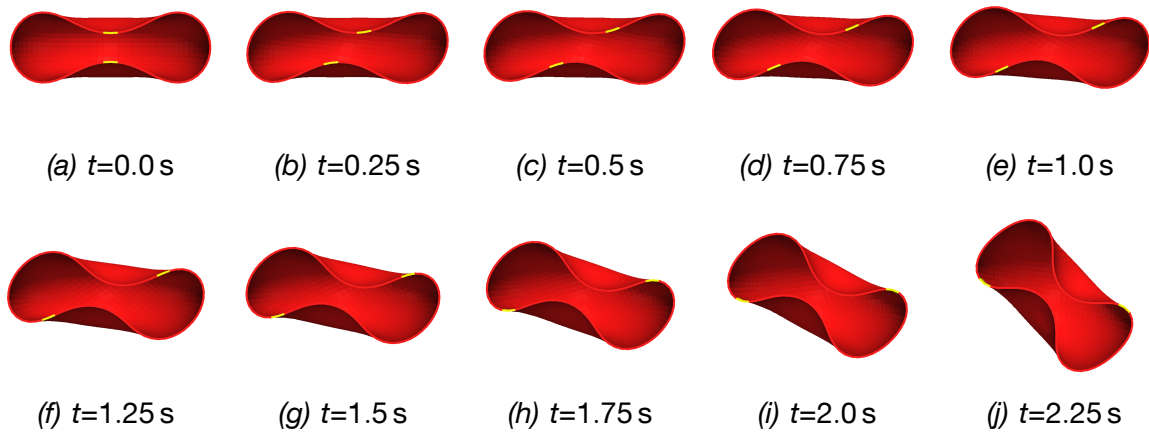 (a) t=0.0 s
(b) t=0.25 s
(c) t=0.5 s
(d) t=0.75 s
(e) t=1.0 s
(f) t=1.25 s
(g) t=1.5 s
(h) t=1.75 s
(i) t=2.0 s
(j) t=2.25 s